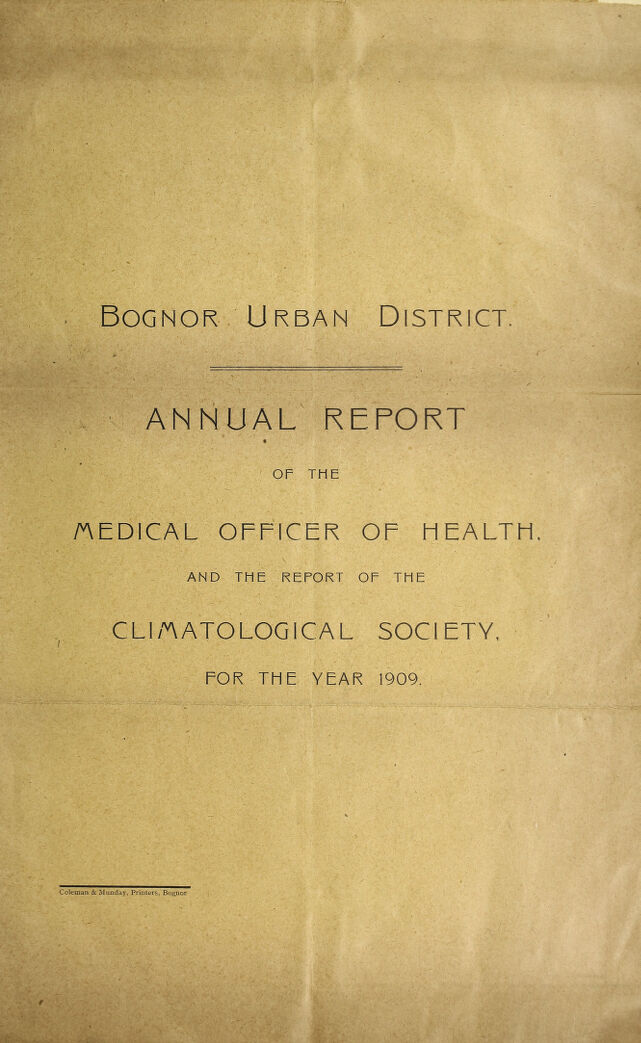 BOGNOR URBAN DISTRICT.
ANNUAL REPORT
OF THE
MEDICAL OFFICER OF HEALTH,
AND THE REPORT OF THE
CLIMATOLOGICAL SOCIETY,
FOR THE YEAR 1909.
Coleman & Munday, Printers, Bognor